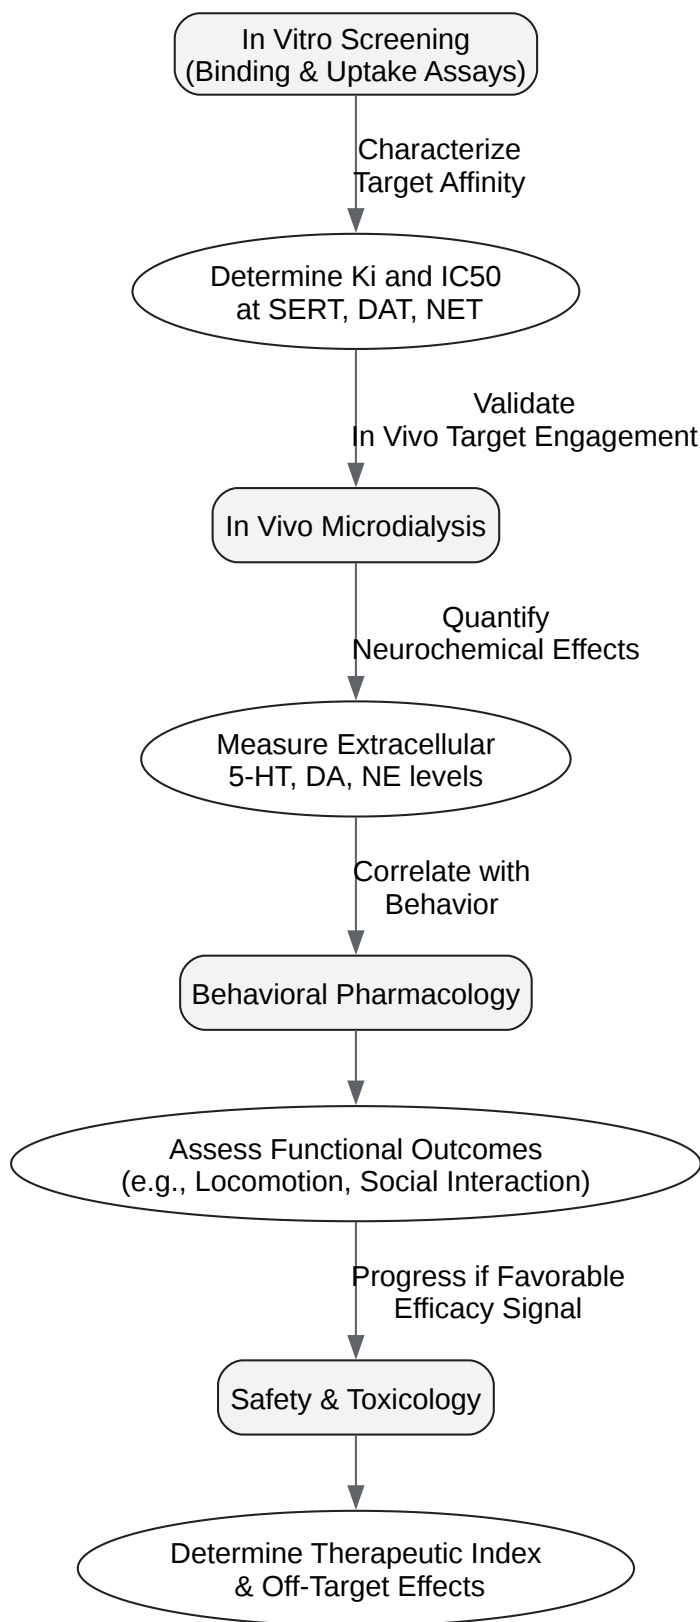 In Vitro Screening
(Binding & Uptake Assays)
Characterize
Target Affinity
Determine Ki and IC50
at SERT, DAT, NET
Validate
In Vivo Target Engagement
In Vivo Microdialysis
Quantify
Neurochemical Effects
Measure Extracellular
5-HT, DA, NE levels
Correlate with
Behavior
Behavioral Pharmacology
Assess Functional Outcomes
(e.g., Locomotion, Social Interaction)
Progress if Favorable
Efficacy Signal
Safety & Toxicology
Determine Therapeutic Index
& Off-Target Effects